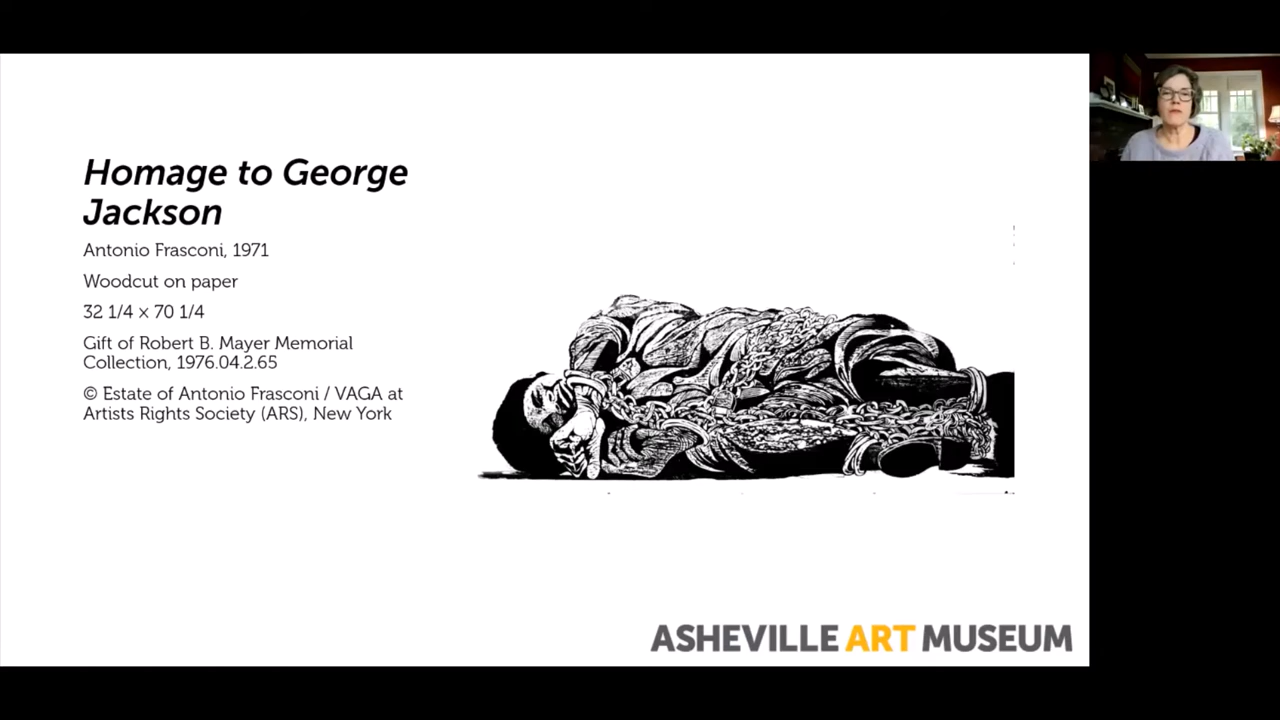 Homage to George
Jackson
Antonio Frasconi, 1971
Woodcut on paper
32 1/4 × 70 1/4
Gift of Robert B. Mayer Memorial
Collection, 1976.04.2.65
© Estate of Antonio Frasconi / VAGA at
Artists Rights Society (ARS), New York
ASHEVILLE ART MUSEUM